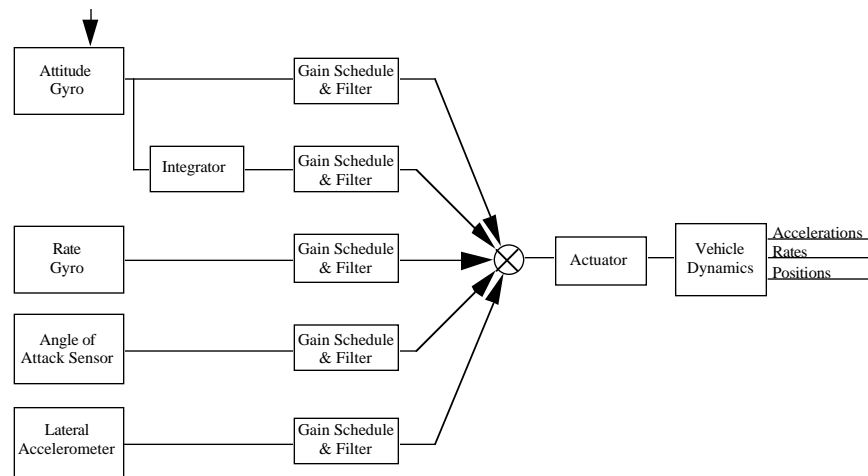 Attitude
Gyro
Gain Schedule
& Filter
Integrator
Gain Schedule
& Filter
Rate
Gyro
Gain Schedule
& Filter
Actuator
Vehicle
Dynamics
Accelerations
Rates
Positions
Angle of
Attack Sensor
Gain Schedule
& Filter
Lateral
Accelerometer
Gain Schedule
& Filter